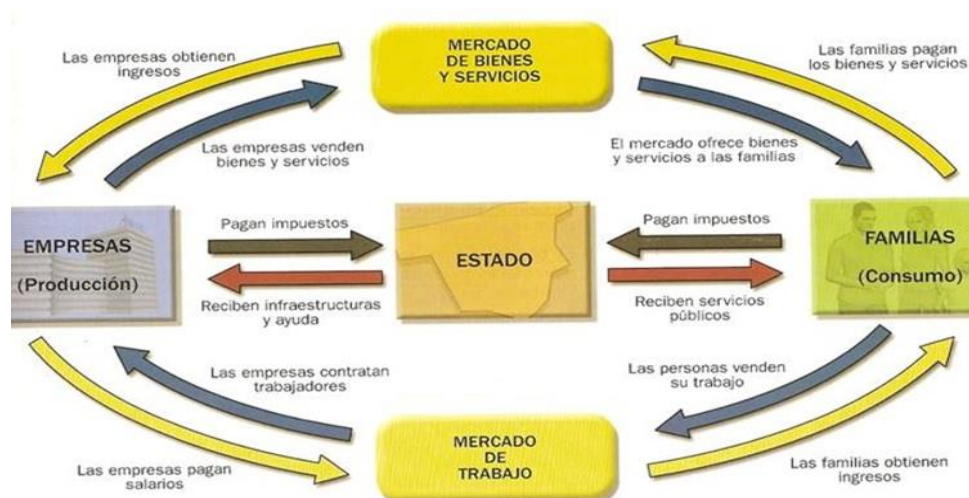 MERCADO
DE BIENES
Y SERVICIOS
Las empresas obtienen
ingresos
Las familias pagan
los bienes y servicios
Las empresas venden
bienes y servicios
El mercado ofrece bienes
y servicios a las familias
EMPRESAS
(Producción)
Pagan impuestos
Reciben infraestructuras
y ayuda
ESTADO
Pagan impuestos
Reciben servicios
públicos
FAMILIAS
(Consumo)
Las empresas contratan
trabajadores
Las personas venden
su trabajo
Las empresas pagan
salarios
MERCADO
DE
TRABAJO
Las familias obtienen
ingresos